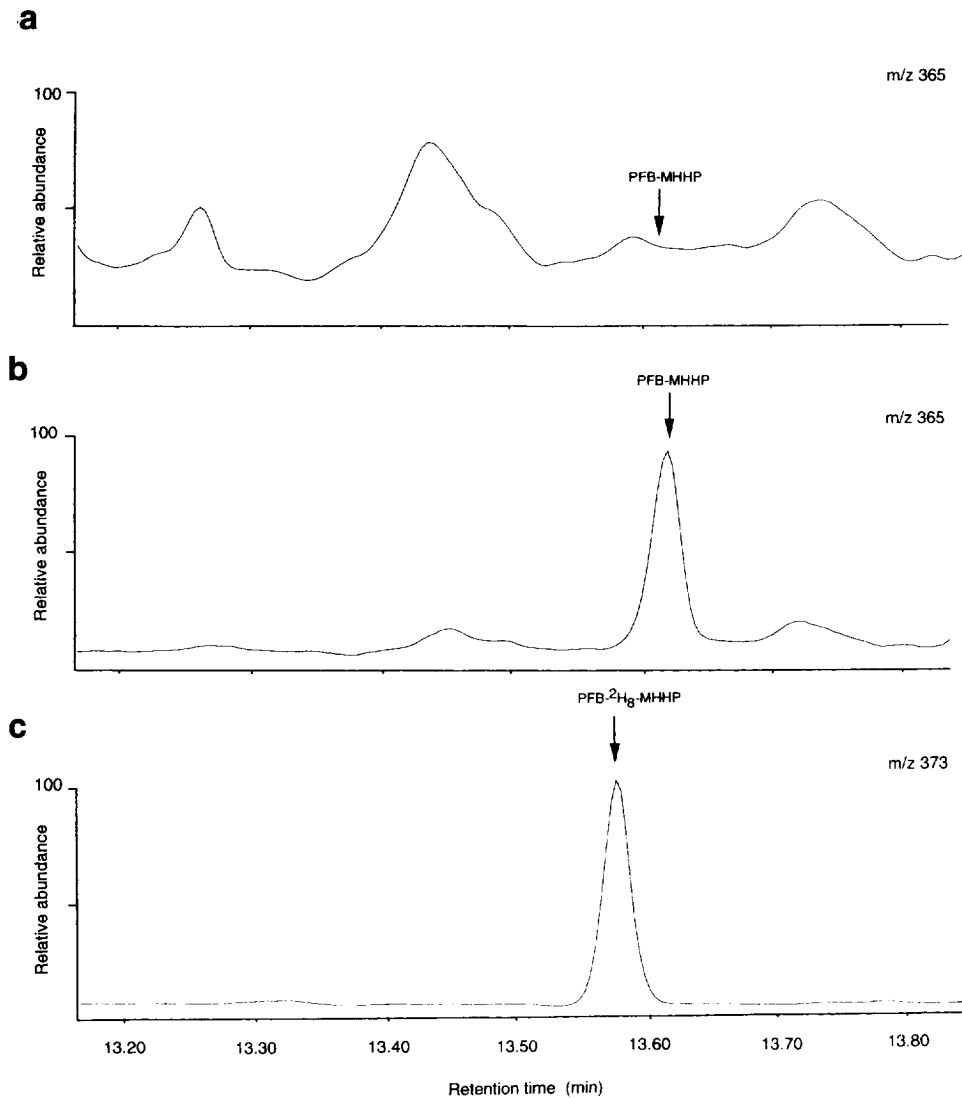 a
m/z 365
100
Relative abundance
PFB-MHHP
b
PFB-MHHP
m/z 365
100
Relative abundance
PFB-²H₈-MHHP
c
m/z 373
100
Relative abundance
13.20 13.30 13.40 13.50 13.60 13.70 13.80
Retention time (min)